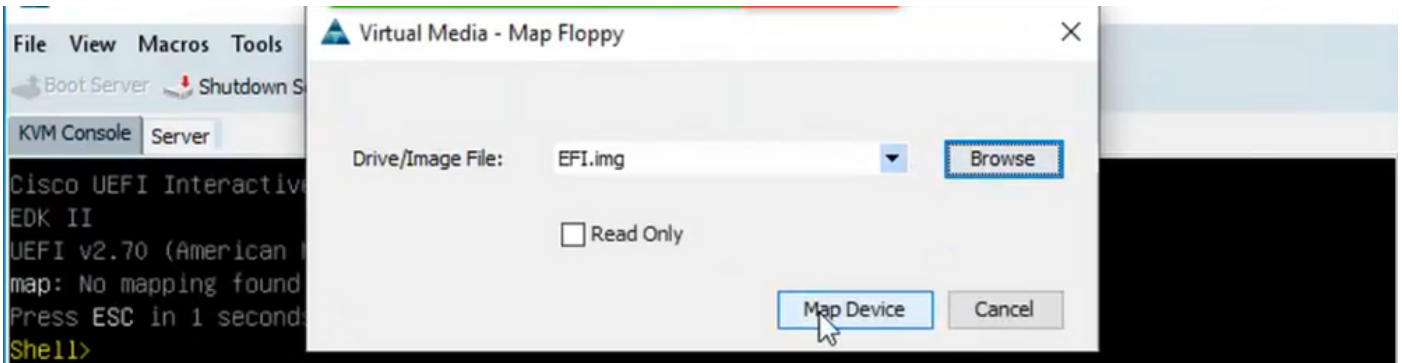 Virtual Media - Map Floppy
File View Macros Tools
Boot Server Shutdown S
KVM Console Server
Drive/Image File: EFI.img Browse
Read Only
Map Device Cancel
Cisco UEFI Interactive
EDK II
UEFI v2.70 (American
map: No mapping found
Press ESC in 1 second
Shell>